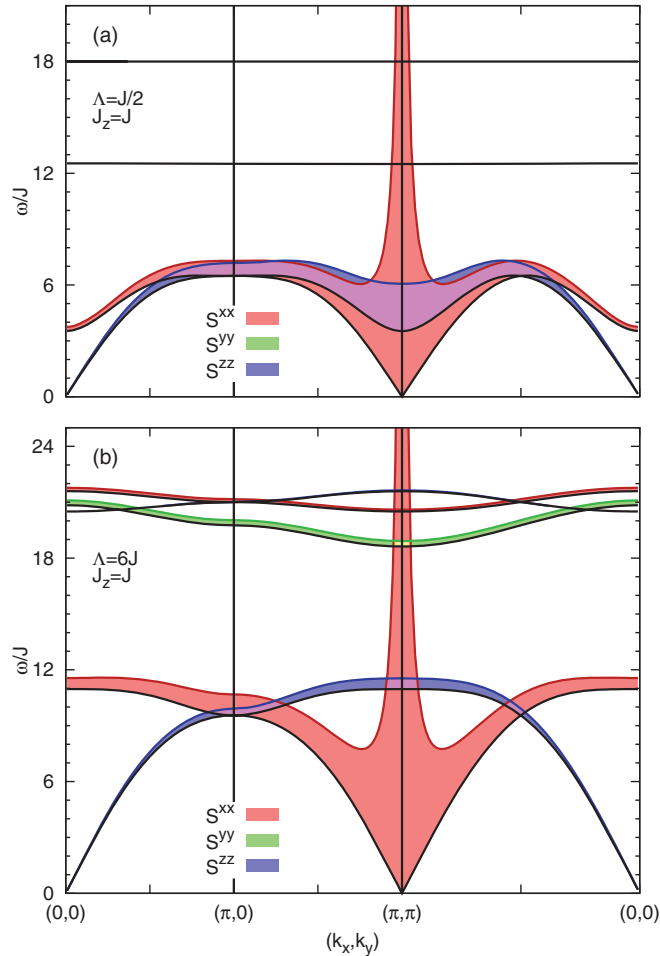 (a)
18
Λ=J/2
J_z=J
12
ω/J
6
S^xx
S^yy
S^zz
0
(b)
24
18
Λ=6J
J_z=J
ω/J
12
6
S^xx
S^yy
S^zz
0
(0,0) (π,0) (π,π) (0,0)
(k_x,k_y)